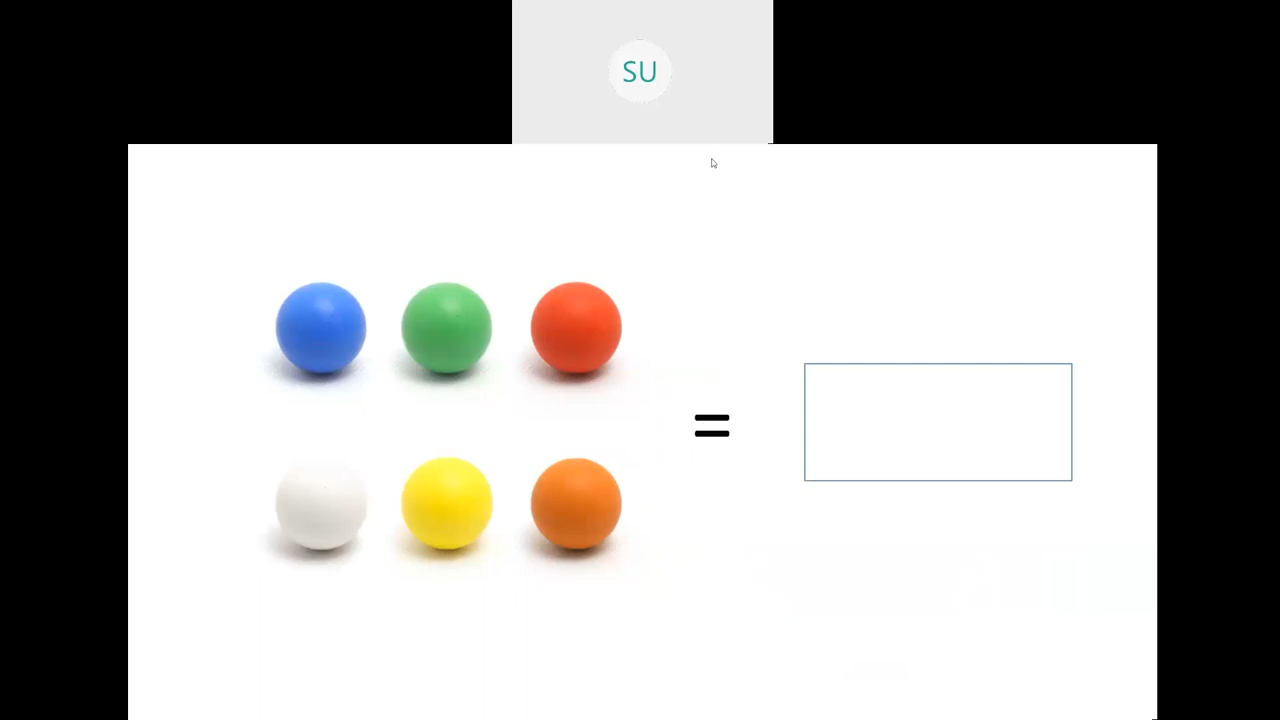 SU
=